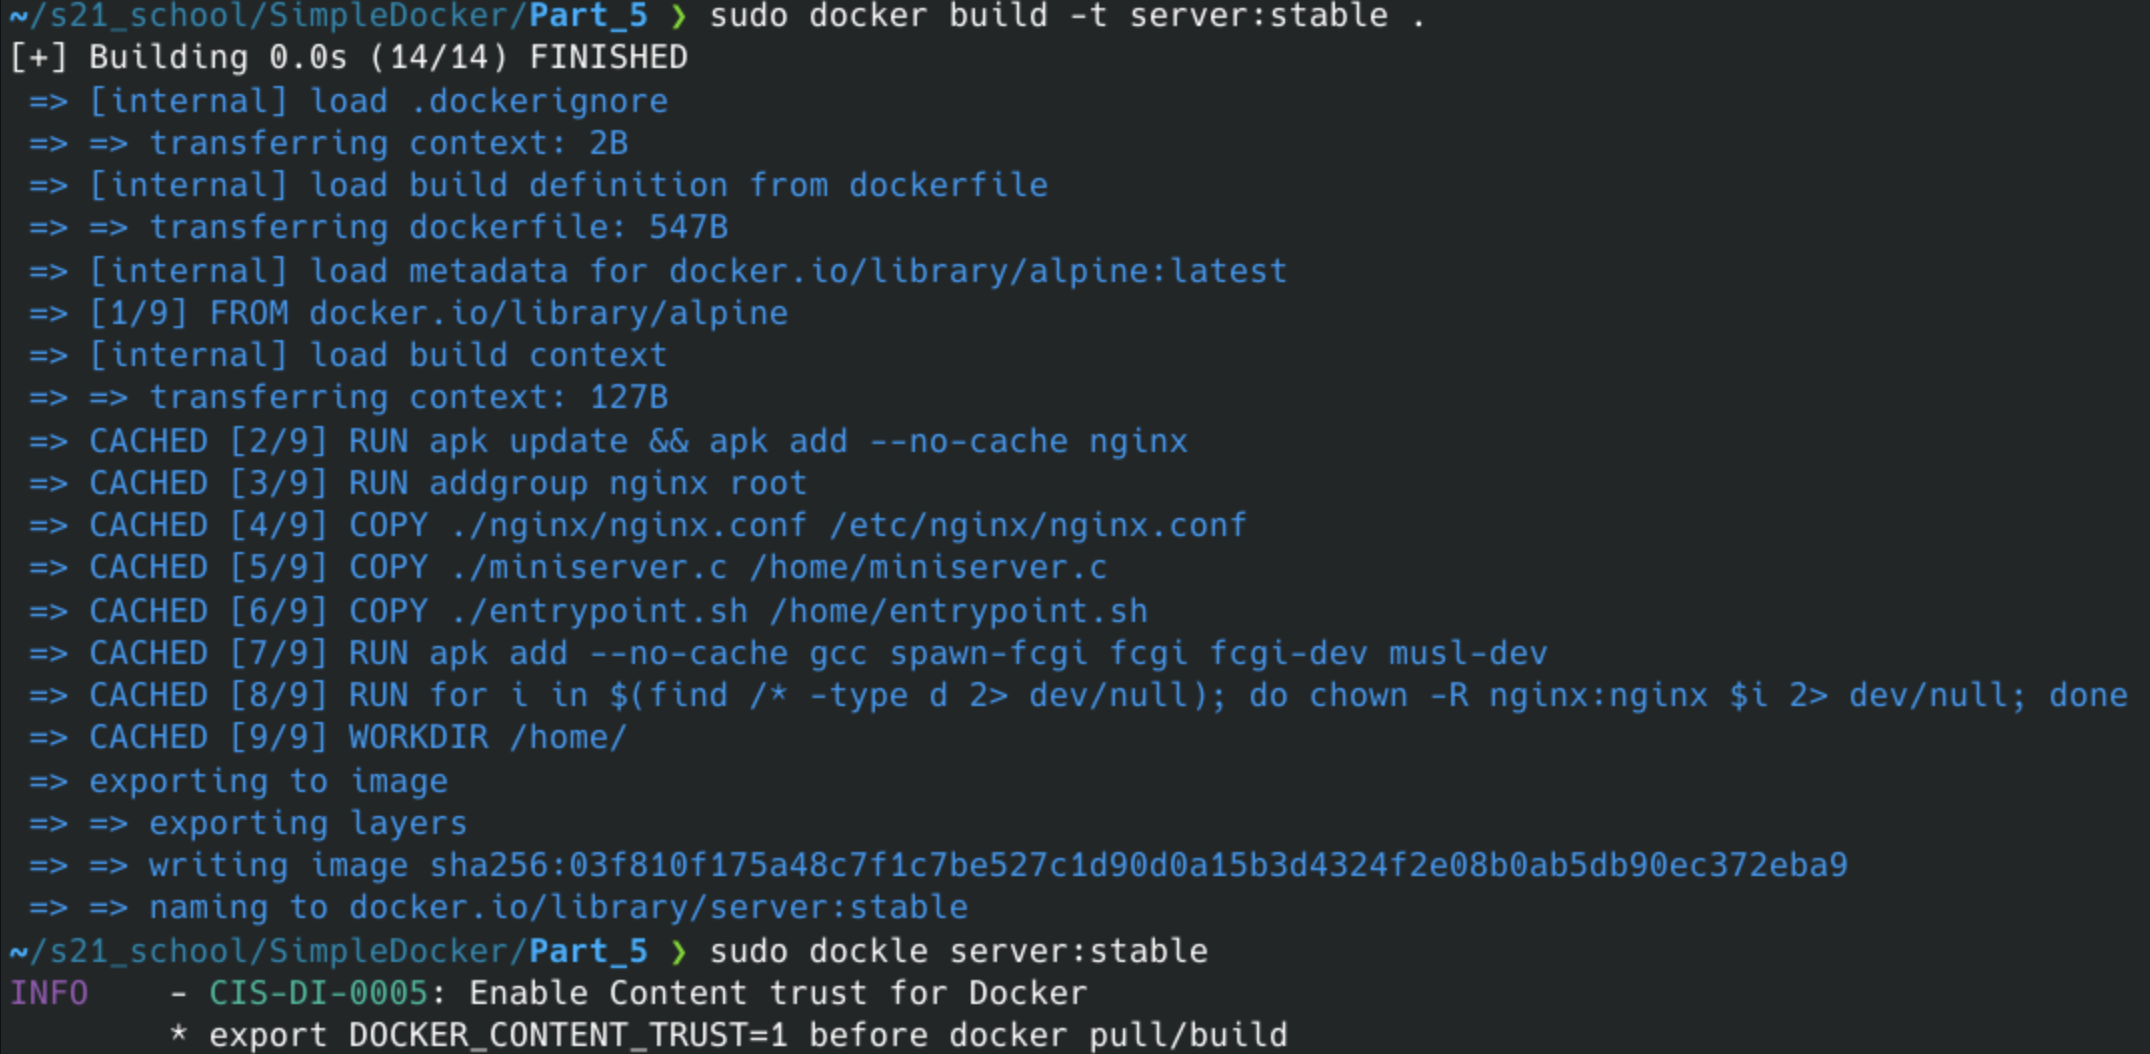 ~/s21_school/SimpleDocker/Part_5 ❯ sudo docker build -t server:stable .
[+] Building 0.0s (14/14) FINISHED
=> [internal] load .dockerignore
=> => transferring context: 2B
=> [internal] load build definition from dockerfile
=> => transferring dockerfile: 547B
=> [internal] load metadata for docker.io/library/alpine:latest
=> [1/9] FROM docker.io/library/alpine
=> [internal] load build context
=> => transferring context: 127B
=> CACHED [2/9] RUN apk update && apk add --no-cache nginx
=> CACHED [3/9] RUN addgroup nginx root
=> CACHED [4/9] COPY ./nginx/nginx.conf /etc/nginx/nginx.conf
=> CACHED [5/9] COPY ./miniserver.c /home/miniserver.c
=> CACHED [6/9] COPY ./entrypoint.sh /home/entrypoint.sh
=> CACHED [7/9] RUN apk add --no-cache gcc spawn-fcgi fcgi fcgi-dev musl-dev
=> CACHED [8/9] RUN for i in $(find /* -type d 2> dev/null); do chown -R nginx:nginx $i 2> dev/null; done
=> CACHED [9/9] WORKDIR /home/
=> exporting to image
=> => exporting layers
=> => writing image sha256:03f810f175a48c7f1c7be527c1d90d0a15b3d4324f2e08b0ab5db90ec372eba9
=> => naming to docker.io/library/server:stable
~/s21_school/SimpleDocker/Part_5 ❯ sudo dockle server:stable
INFO - CIS-DI-0005: Enable Content trust for Docker
* export DOCKER_CONTENT_TRUST=1 before docker pull/build